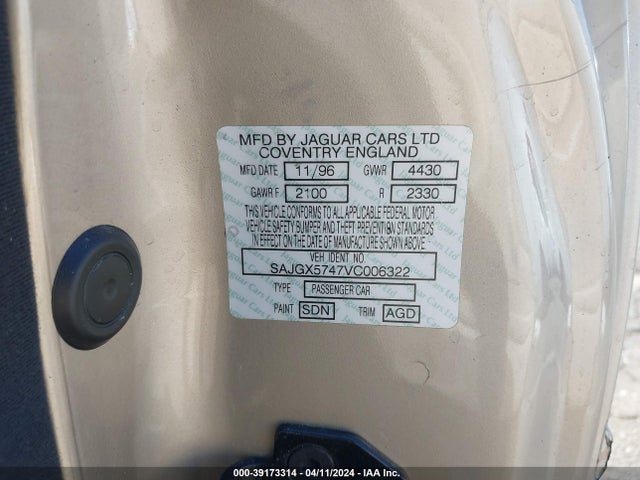 MFD BY JAGUAR CARS LTD
COVENTRY ENGLAND
MFD DATE 11/96 GVWR 4430
GAWR F 2100 R 2330
THIS VEHICLE CONFORMS TO ALL APPLICABLE FEDERAL MOTOR
VEHICLE SAFETY BUMPER AND THEFT PREVENTION STANDARDS
IN EFFECT ON THE DATE OF MANUFACTURE SHOWN ABOVE
VEH IDENT NO.
SAJGX5747VC006322
TYPE PASSENGER CAR
PAINT SDN TRIM AGD
000-39173314 - 04/11/2024 - IAA Inc.